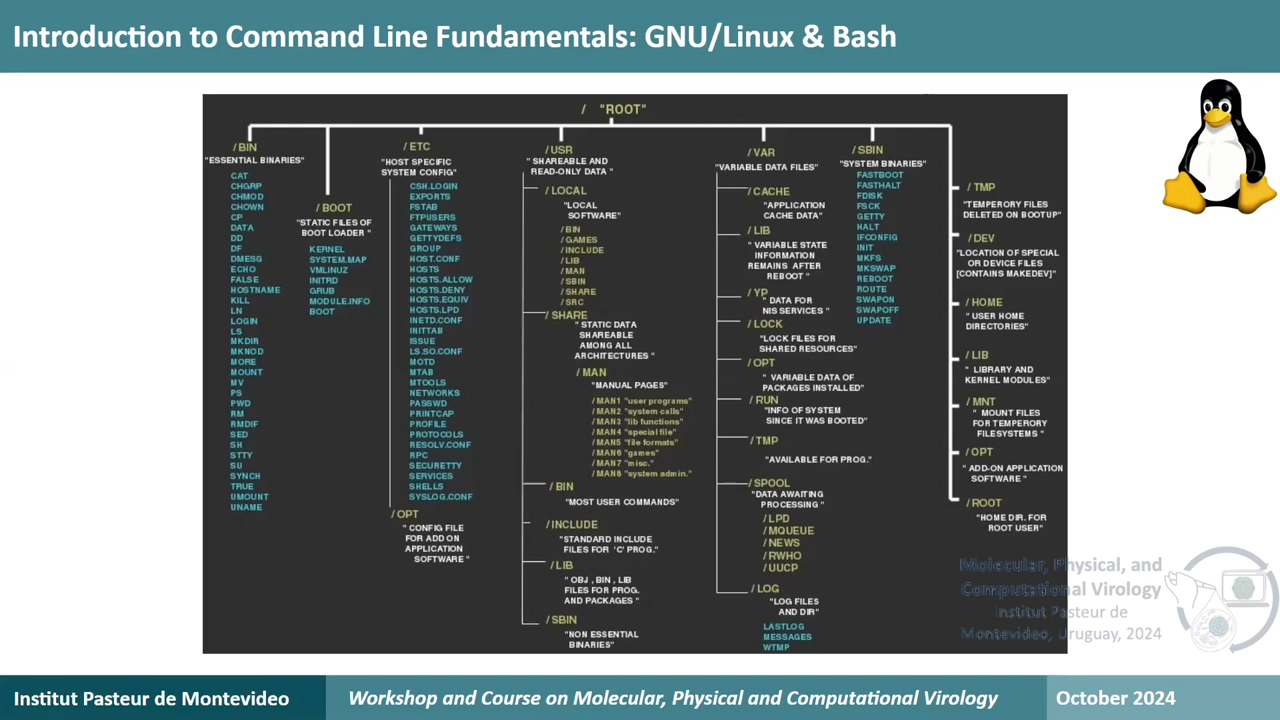 Introduction to Command Line Fundamentals: GNU/Linux & Bash
/ "ROOT"
/ BIN
"ESSENTIAL BINARIES"
CAT
CHGRP
CHMOD
CHOWN
CP
DATA
DD
DF
DMESG
ECHO
FALSE
HOSTNAME
KILL
LN
LOGIN
LS
MKDIR
MKNOD
MORE
MOUNT
MV
PS
PWD
RM
RMDIF
SED
SH
STTY
SU
SYNCH
TRUE
UMOUNT
UNAME
/ BOOT
"STATIC FILES OF
BOOT LOADER "
KERNEL
SYSTEM.MAP
VMLINUZ
INITRD
GRUB
MODULE.INFO
BOOT
/ ETC
"HOST SPECIFIC
SYSTEM CONFIG"
CSH.LOGIN
EXPORTS
FSTAB
FTPUSERS
GATEWAYS
GETTYDEFS
GROUP
HOST.CONF
HOSTS
HOSTS.ALLOW
HOSTS.DENY
HOSTS.EQUIV
HOSTS.LPD
INETD.CONF
INITTAB
ISSUE
LS.SO.CONF
MOTD
MTAB
MTOOLS
NETWORKS
PASSWD
PRINTCAP
PROFILE
PROTOCOLS
RESOLV.CONF
RPC
SECURETTY
SERVICES
SHELLS
SYSLOG.CONF
/ OPT
" CONFIG FILE
FOR ADD ON
APPLICATION
SOFTWARE "
/ USR
" SHAREABLE AND
READ-ONLY DATA "
/ LOCAL
"LOCAL
SOFTWARE"
/ BIN
/ GAMES
/ INCLUDE
/ LIB
/ MAN
/ SBIN
/ SHARE
/ SRC
/ SHARE
"STATIC DATA
SHAREABLE
AMONG ALL
ARCHITECTURES "
/ MAN
"MANUAL PAGES"
/ MAN1 "user programs"
/ MAN2 "system calls"
/ MAN3 "lib functions"
/ MAN4 "special file"
/ MAN5 "file formats"
/ MAN6 "games"
/ MAN7 "misc."
/ MAN8 "system admin."
/ BIN
"MOST USER COMMANDS"
/ INCLUDE
"STANDARD INCLUDE
FILES FOR 'C' PROG."
/ LIB
" OBJ , BIN , LIB
FILES FOR PROG.
AND PACKAGES "
/ SBIN
"NON ESSENTIAL
BINARIES"
/ VAR
"VARIABLE DATA FILES"
/ CACHE
"APPLICATION
CACHE DATA"
/ LIB
" VARIABLE STATE
INFORMATION
REMAINS AFTER
REBOOT "
/ YP
" DATA FOR
NIS SERVICES "
/ LOCK
"LOCK FILES FOR
SHARED RESOURCES"
/ OPT
" VARIABLE DATA OF
PACKAGES INSTALLED"
/ RUN
"INFO OF SYSTEM
SINCE IT WAS BOOTED"
/ TMP
"AVAILABLE FOR PROG."
/ SPOOL
"DATA AWAITING
PROCESSING "
/ LPD
/ MQUEUE
/ NEWS
/ RWHO
/ UUCP
/ LOG
"LOG FILES
AND DIR"
LASTLOG
MESSAGES
WTMP
/ SBIN
"SYSTEM BINARIES"
FASTBOOT
FASTHALT
FDISK
FSCK
GETTY
HALT
IFCONFIG
INIT
MKFS
MKSWAP
REBOOT
ROUTE
SWAPON
SWAPOFF
UPDATE
/ TMP
"TEMPERORY FILES
DELETED ON BOOTUP"
/ DEV
"LOCATION OF SPECIAL
OR DEVICE FILES
[CONTAINS MAKEDEV]"
/ HOME
" USER HOME
DIRECTORIES"
/ LIB
" LIBRARY AND
KERNEL MODULES"
/ MNT
" MOUNT FILES
FOR TEMPERORY
FILESYSTEMS "
/ OPT
" ADD-ON APPLICATION
SOFTWARE "
/ ROOT
"HOME DIR. FOR
ROOT USER"
Molecular, Physical, and
Computational Virology
Institut Pasteur de
Montevideo, Uruguay, 2024
Institut Pasteur de Montevideo
Workshop and Course on Molecular, Physical and Computational Virology
October 2024